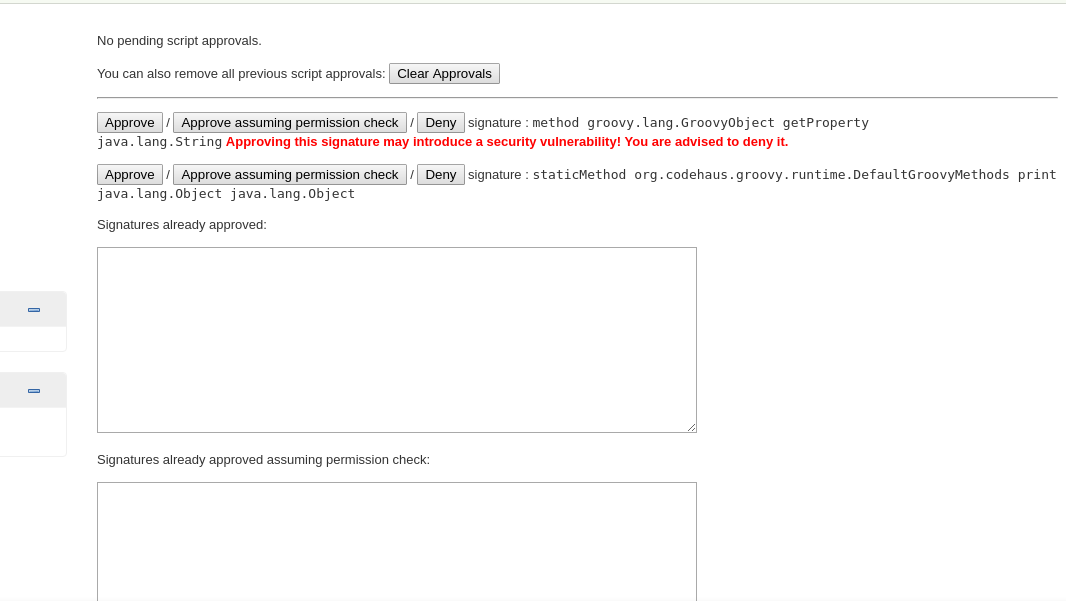 No pending script approvals.
You can also remove all previous script approvals: Clear Approvals
Approve / Approve assuming permission check / Deny signature : method groovy.lang.GroovyObject getProperty
java.lang.String Approving this signature may introduce a security vulnerability! You are advised to deny it.
Approve / Approve assuming permission check / Deny signature : staticMethod org.codehaus.groovy.runtime.DefaultGroovyMethods print
java.lang.Object java.lang.Object
Signatures already approved:
Signatures already approved assuming permission check: